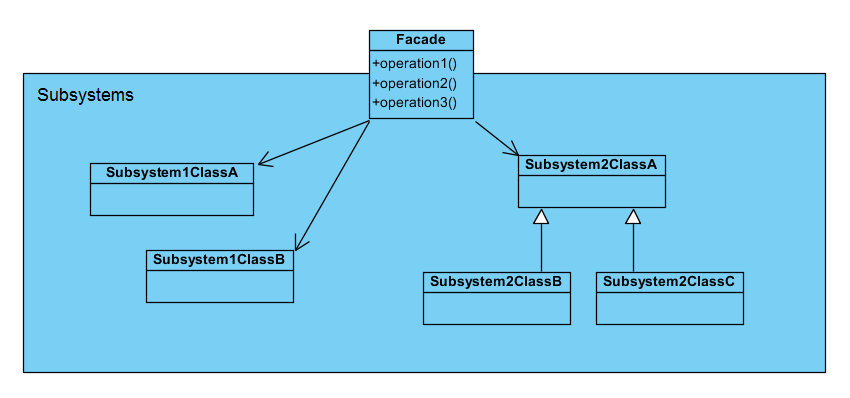 Facade
+operation1()
+operation2()
+operation3()
Subsystems
Subsystem1ClassA
Subsystem2ClassA
Subsystem1ClassB
Subsystem2ClassB
Subsystem2ClassC